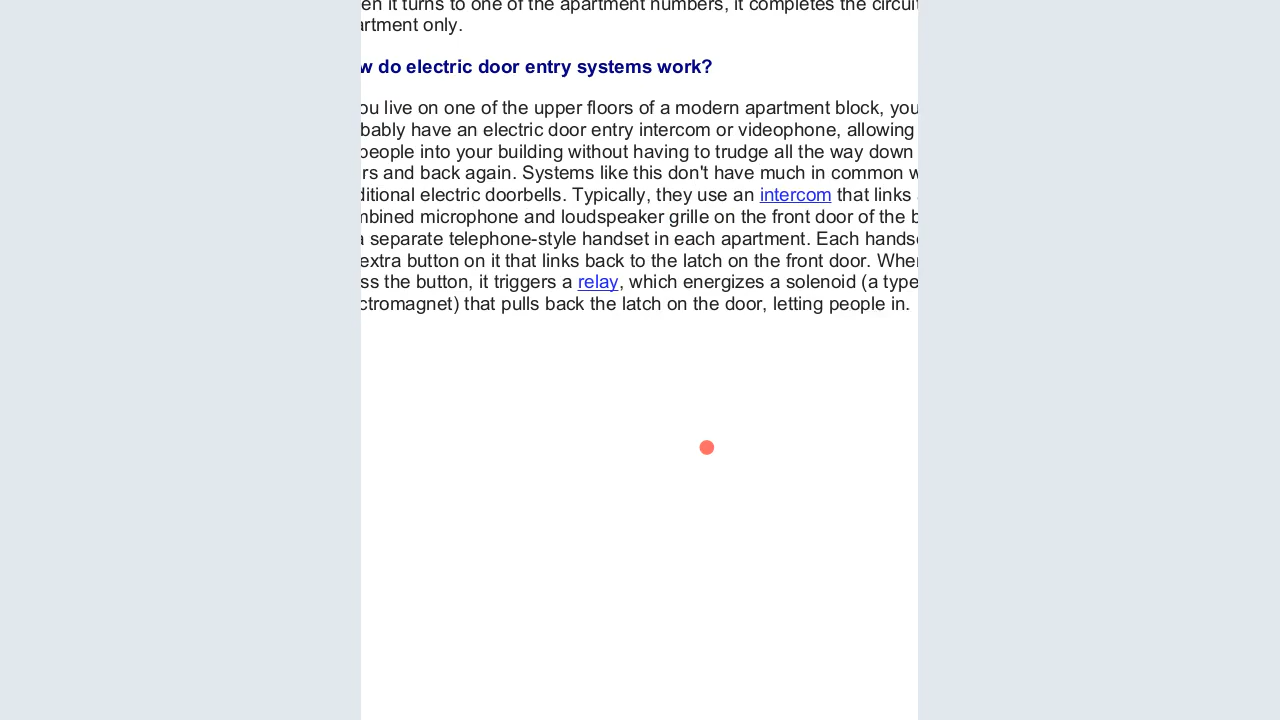 en it turns to one of the apartment numbers, it completes the circuit
artment only.
w do electric door entry systems work?
ou live on one of the upper floors of a modern apartment block, you
bably have an electric door entry intercom or videophone, allowing
people into your building without having to trudge all the way down
rs and back again. Systems like this don't have much in common w
ditional electric doorbells. Typically, they use an intercom that links
mbined microphone and loudspeaker grille on the front door of the b
a separate telephone-style handset in each apartment. Each hands
extra button on it that links back to the latch on the front door. When
ss the button, it triggers a relay, which energizes a solenoid (a type
ctromagnet) that pulls back the latch on the door, letting people in.